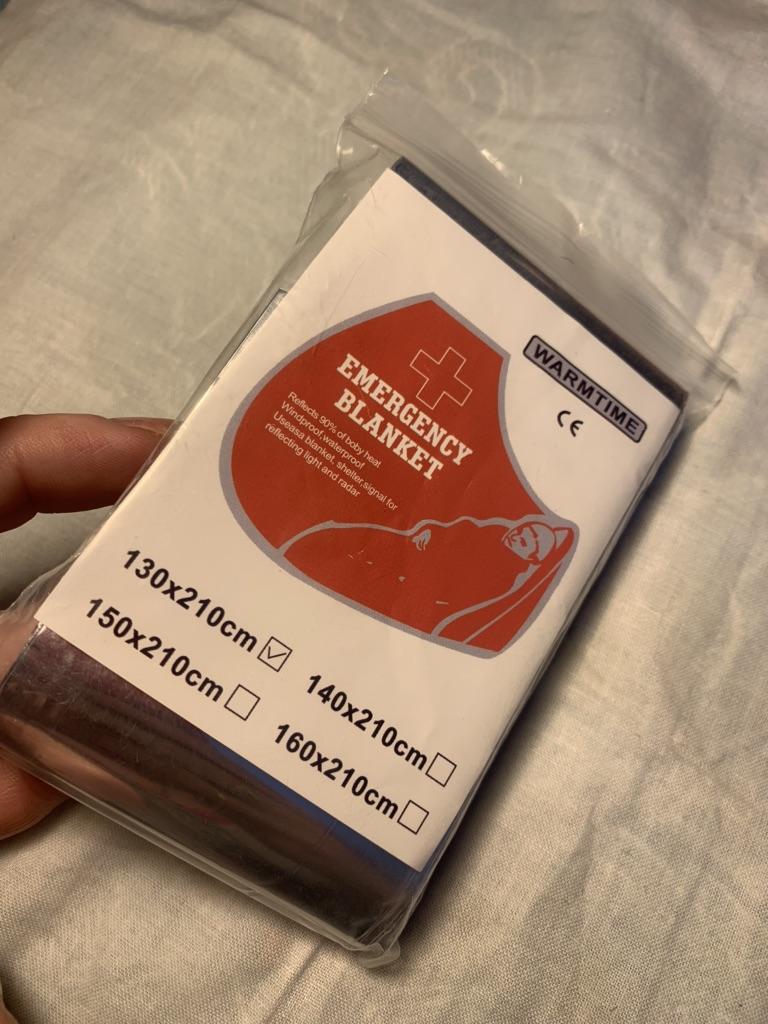 WARMTIME
CE
EMERGENCY
BLANKET
Reflects 90% of boby heat
Windproof,waterproof
Useasa blanket, shelter,signal for
reflecting light and radar
130x210cm
140x210cm
150x210cm
160x210cm